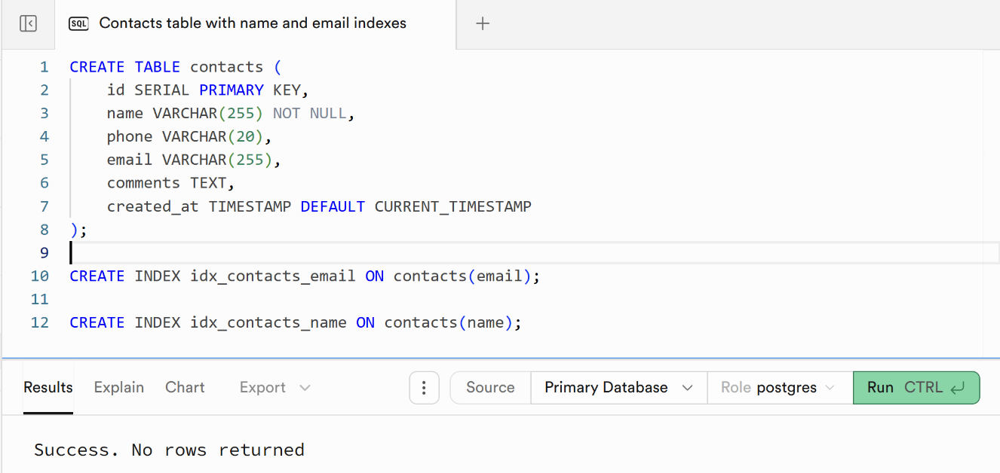 SQL Contacts table with name and email indexes
1 CREATE TABLE contacts (
2 id SERIAL PRIMARY KEY,
3 name VARCHAR(255) NOT NULL,
4 phone VARCHAR(20),
5 email VARCHAR(255),
6 comments TEXT,
7 created_at TIMESTAMP DEFAULT CURRENT_TIMESTAMP
8 );
9
10 CREATE INDEX idx_contacts_email ON contacts(email);
11
12 CREATE INDEX idx_contacts_name ON contacts(name);
Results Explain Chart Export Source Primary Database Role postgres Run CTRL
Success. No rows returned